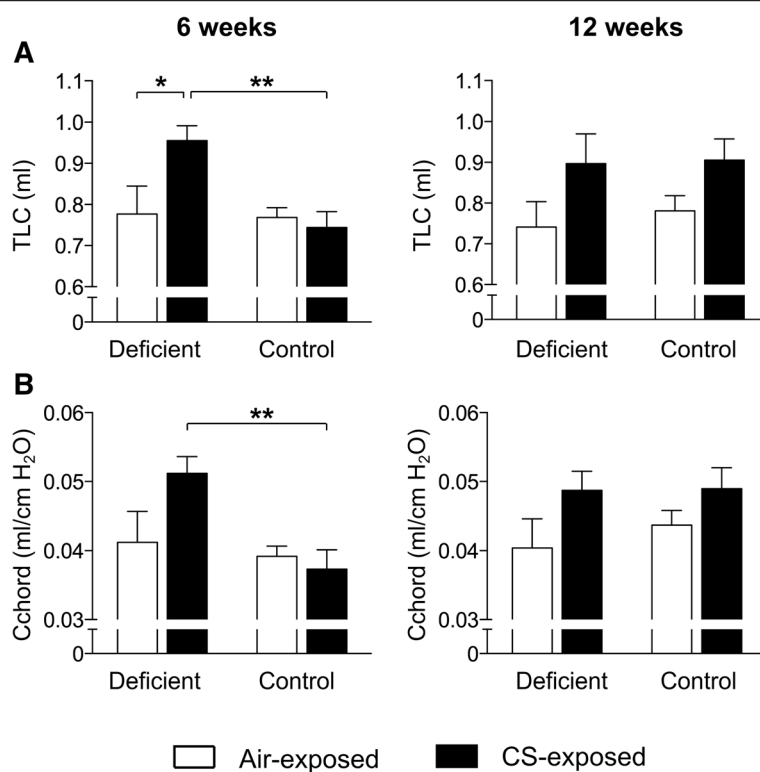 6 weeks
12 weeks
A
TLC (ml)
1.1
1.0
0.9
0.8
0.7
0.6
0
*
**
Deficient
Control
TLC (ml)
1.1
1.0
0.9
0.8
0.7
0.6
0
Deficient
Control
B
Cchord (ml/cm H₂O)
0.06
0.05
0.04
0.03
0
**
Deficient
Control
Cchord (ml/cm H₂O)
0.06
0.05
0.04
0.03
0
Deficient
Control
Air-exposed
CS-exposed